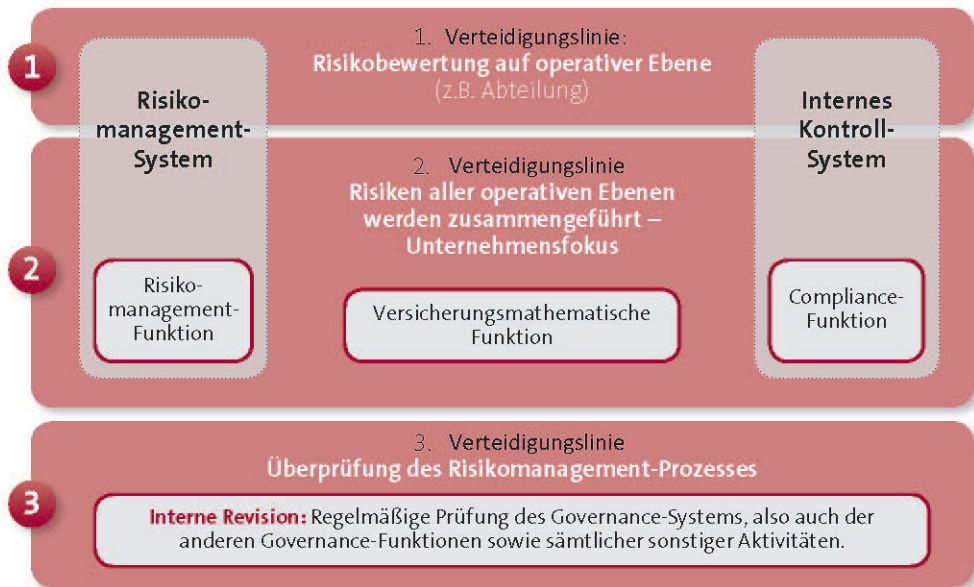 1
1. Verteidigungslinie:
Risikobewertung auf operativer Ebene
(z.B. Abteilung)
Risiko-
management-
System
Internes
Kontroll-
System
2
2. Verteidigungslinie
Risiken aller operativen Ebenen
werden zusammengeführt –
Unternehmensfokus
Risiko-
management-
Funktion
Versicherungsmathematische
Funktion
Compliance-
Funktion
3
3. Verteidigungslinie
Überprüfung des Risikomanagement-Prozesses
Interne Revision: Regelmäßige Prüfung des Governance-Systems, also auch der
anderen Governance-Funktionen sowie sämtlicher sonstiger Aktivitäten.